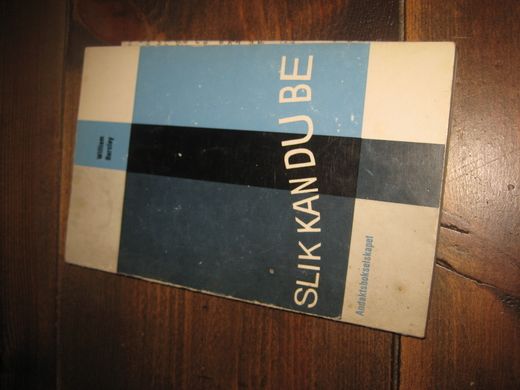 William
Barclay
SLIK KAN DU BE
Andaktsbokselskapet